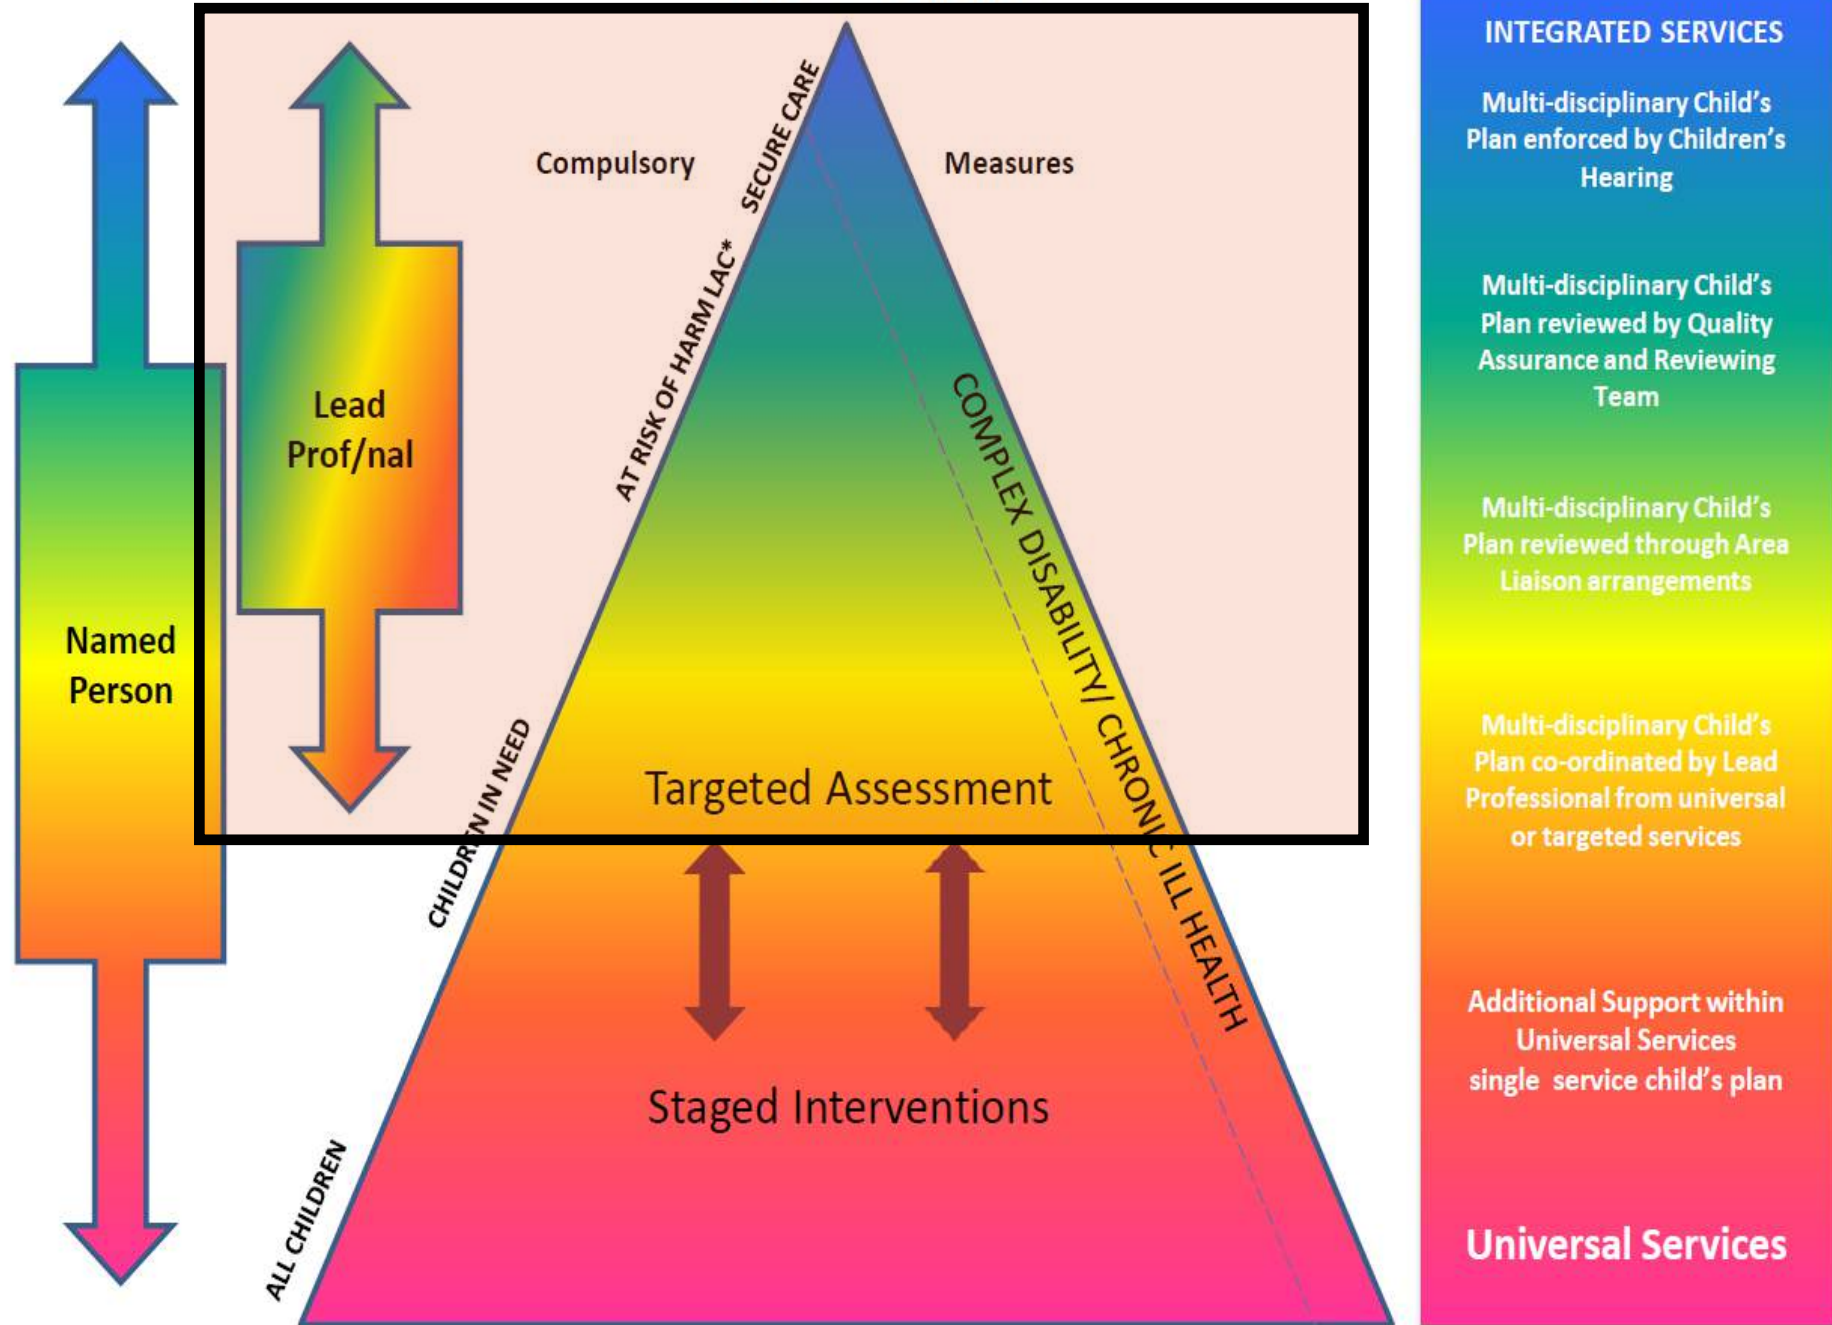 Named
Person
Lead
Prof/nal
Compulsory
Measures
SECURE CARE
AT RISK OF HARM LAC*
CHILDREN IN NEED
ALL CHILDREN
COMPLEX DISABILITY/ CHRONIC ILL HEALTH
Targeted Assessment
Staged Interventions
INTEGRATED SERVICES
Multi-disciplinary Child's
Plan enforced by Children's
Hearing
Multi-disciplinary Child's
Plan reviewed by Quality
Assurance and Reviewing
Team
Multi-disciplinary Child's
Plan reviewed through Area
Liaison arrangements
Multi-disciplinary Child's
Plan co-ordinated by Lead
Professional from universal
or targeted services
Additional Support within
Universal Services
single service child's plan
Universal Services